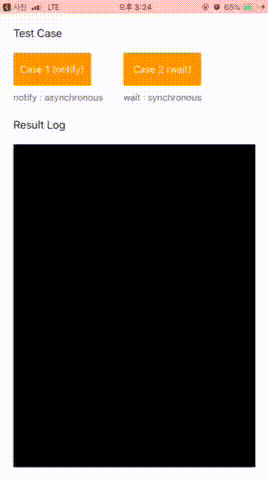 사진 LTE 오후 3:24 65%
Test Case
Case 1 (notify) Case 2 (wait)
notify : asynchronous wait : synchronous
Result Log